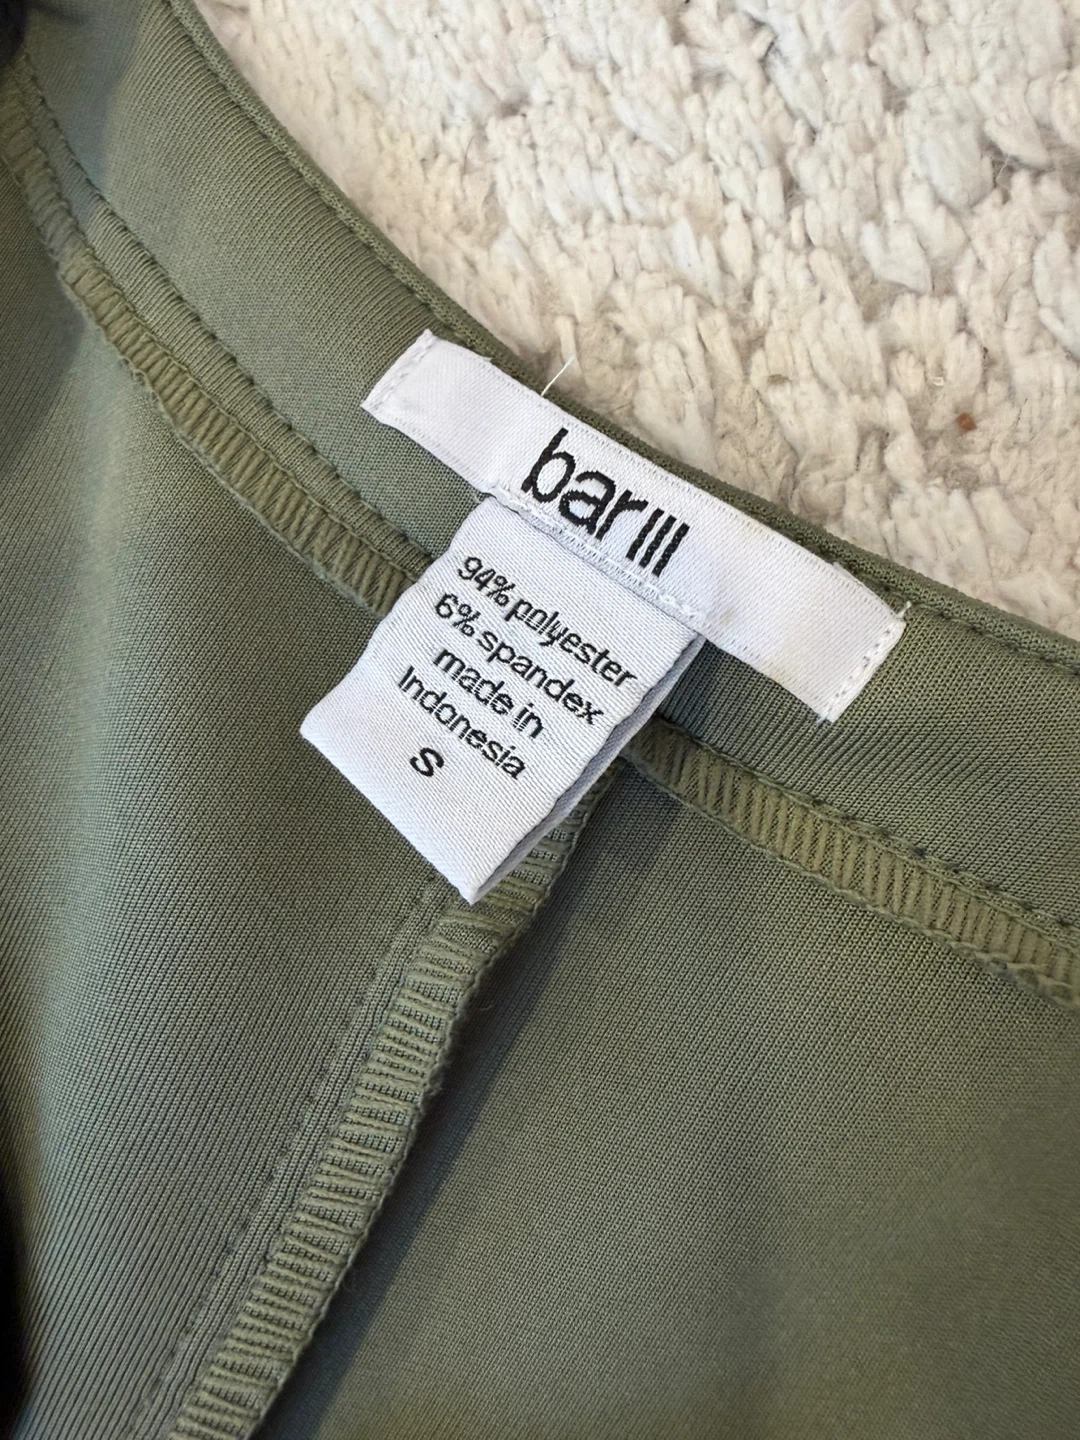 bar III
94% polyester
6% spandex
made in
Indonesia
S